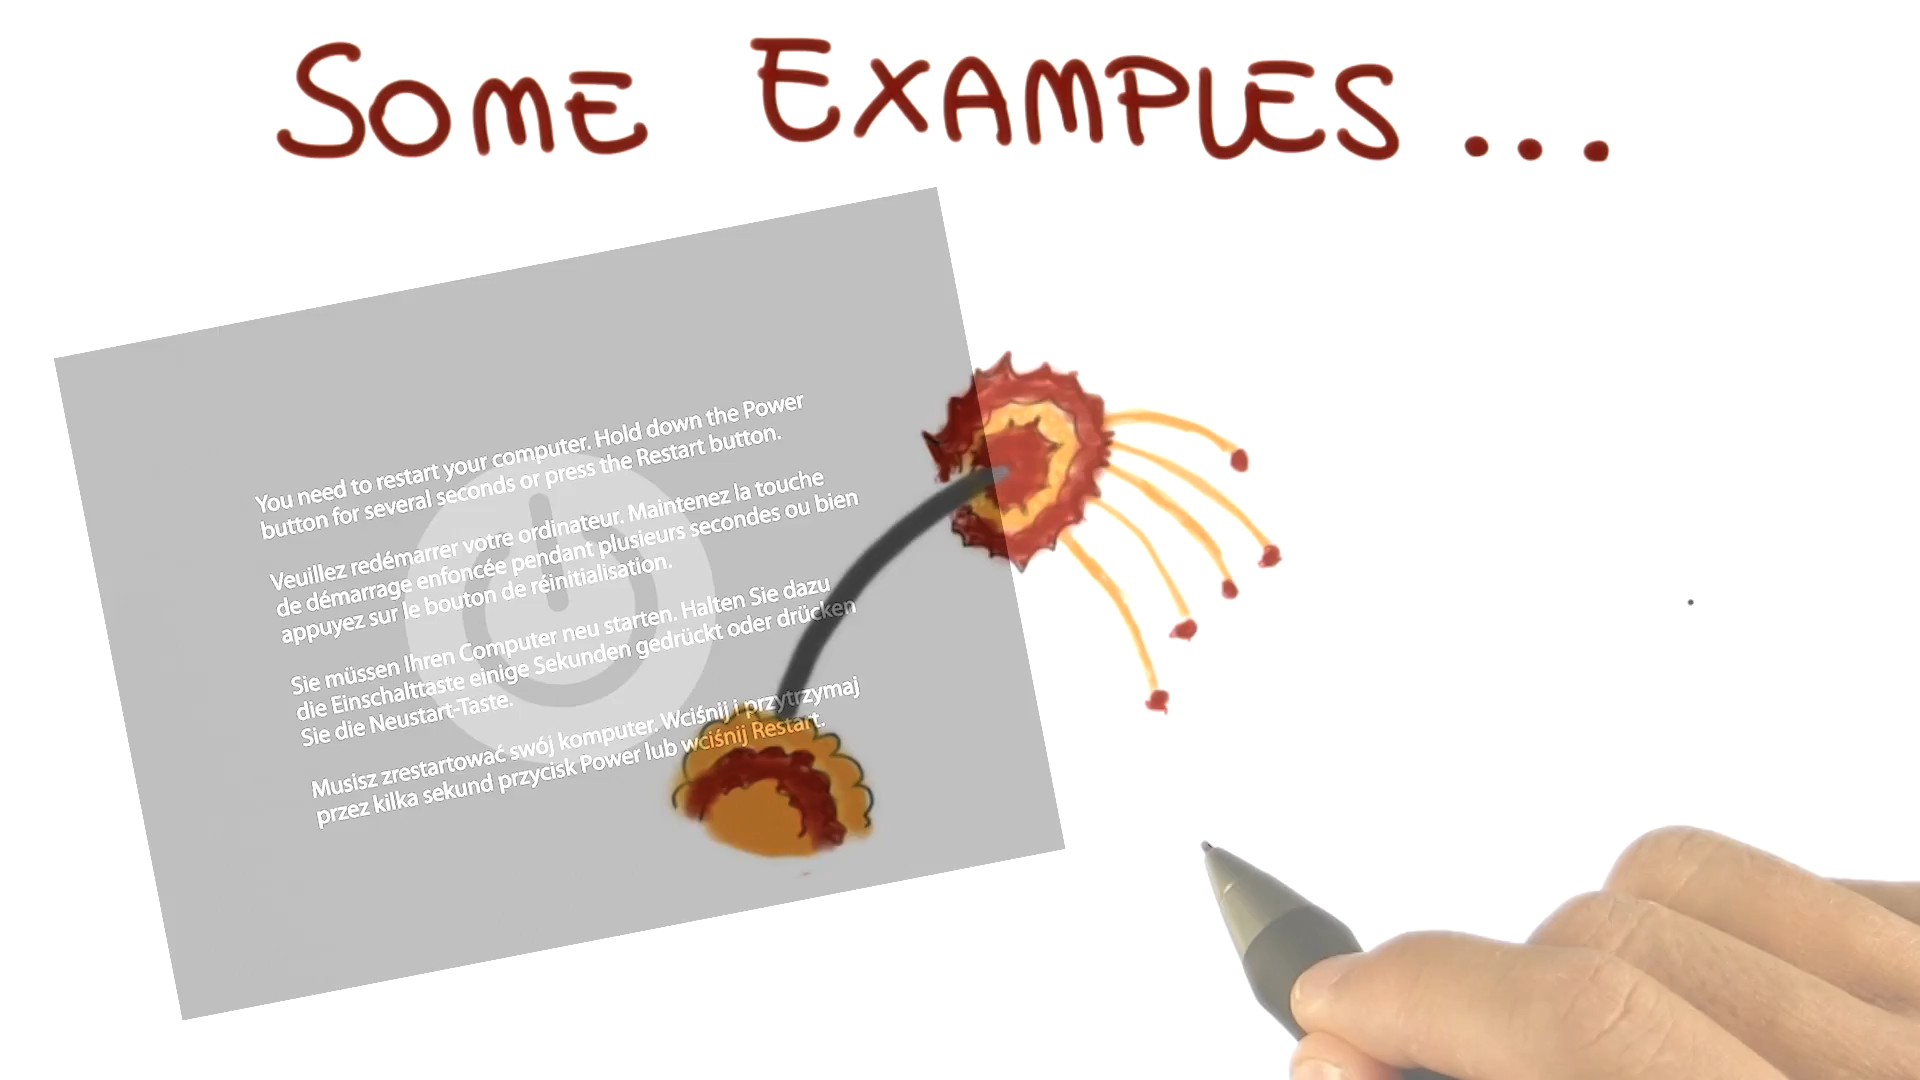 SOME EXAMPLES...
You need to restart your computer. Hold down the Power
button for several seconds or press the Restart button.
Veuillez redémarrer votre ordinateur. Maintenez la touche
de démarrage enfoncée pendant plusieurs secondes ou bien
appuyez sur le bouton de réinitialisation.
Sie müssen Ihren Computer neu starten. Halten Sie dazu
die Einschalttaste einige Sekunden gedrückt oder drücken
Sie die Neustart-Taste.
Musisz zrestartować swój komputer. Wciśnij i przytrzymaj
przez kilka sekund przycisk Power lub wciśnij Restart.